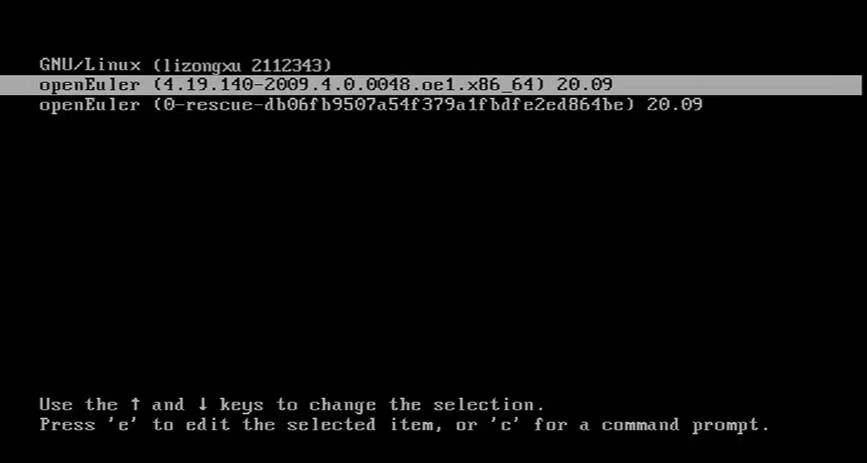 GNU/Linux (lizongxu 2112343)
openEuler (4.19.140-2009.4.0.0048.oe1.x86_64) 20.09
openEuler (0-rescue-db06fb9507a54f379a1fbdfe2ed864be) 20.09
Use the ↑ and ↓ keys to change the selection.
Press 'e' to edit the selected item, or 'c' for a command prompt.